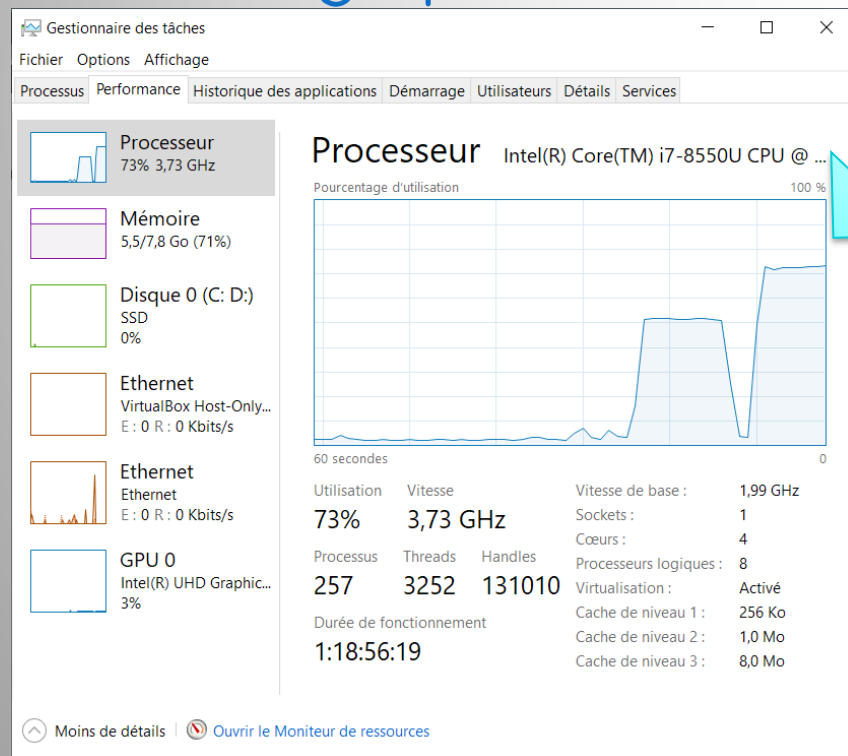 Gestionnaire des tâches
Fichier Options Affichage
Processus Performance Historique des applications Démarrage Utilisateurs Détails Services
Processeur
73% 3,73 GHz
Mémoire
5,5/7,8 Go (71%)
Disque 0 (C: D:)
SSD
0%
Ethernet
VirtualBox Host-Only...
E : 0 R : 0 Kbits/s
Ethernet
Ethernet
E : 0 R : 0 Kbits/s
GPU 0
Intel(R) UHD Graphic...
3%
Processeur Intel(R) Core(TM) i7-8550U CPU @ ...
Pourcentage d'utilisation 100 %
60 secondes 0
Utilisation Vitesse
73% 3,73 GHz
Processus Threads Handles
257 3252 131010
Durée de fonctionnement
1:18:56:19
Vitesse de base : 1,99 GHz
Sockets : 1
Cœurs : 4
Processeurs logiques : 8
Virtualisation : Activé
Cache de niveau 1 : 256 Ko
Cache de niveau 2 : 1,0 Mo
Cache de niveau 3 : 8,0 Mo
Moins de détails Ouvrir le Moniteur de ressources